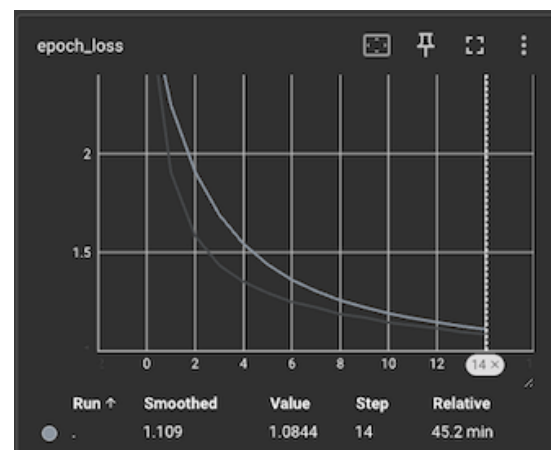 epoch_loss
2
1.5
0 2 4 6 8 10 12 14 ×
Run ↑ Smoothed Value Step Relative
. 1.109 1.0844 14 45.2 min